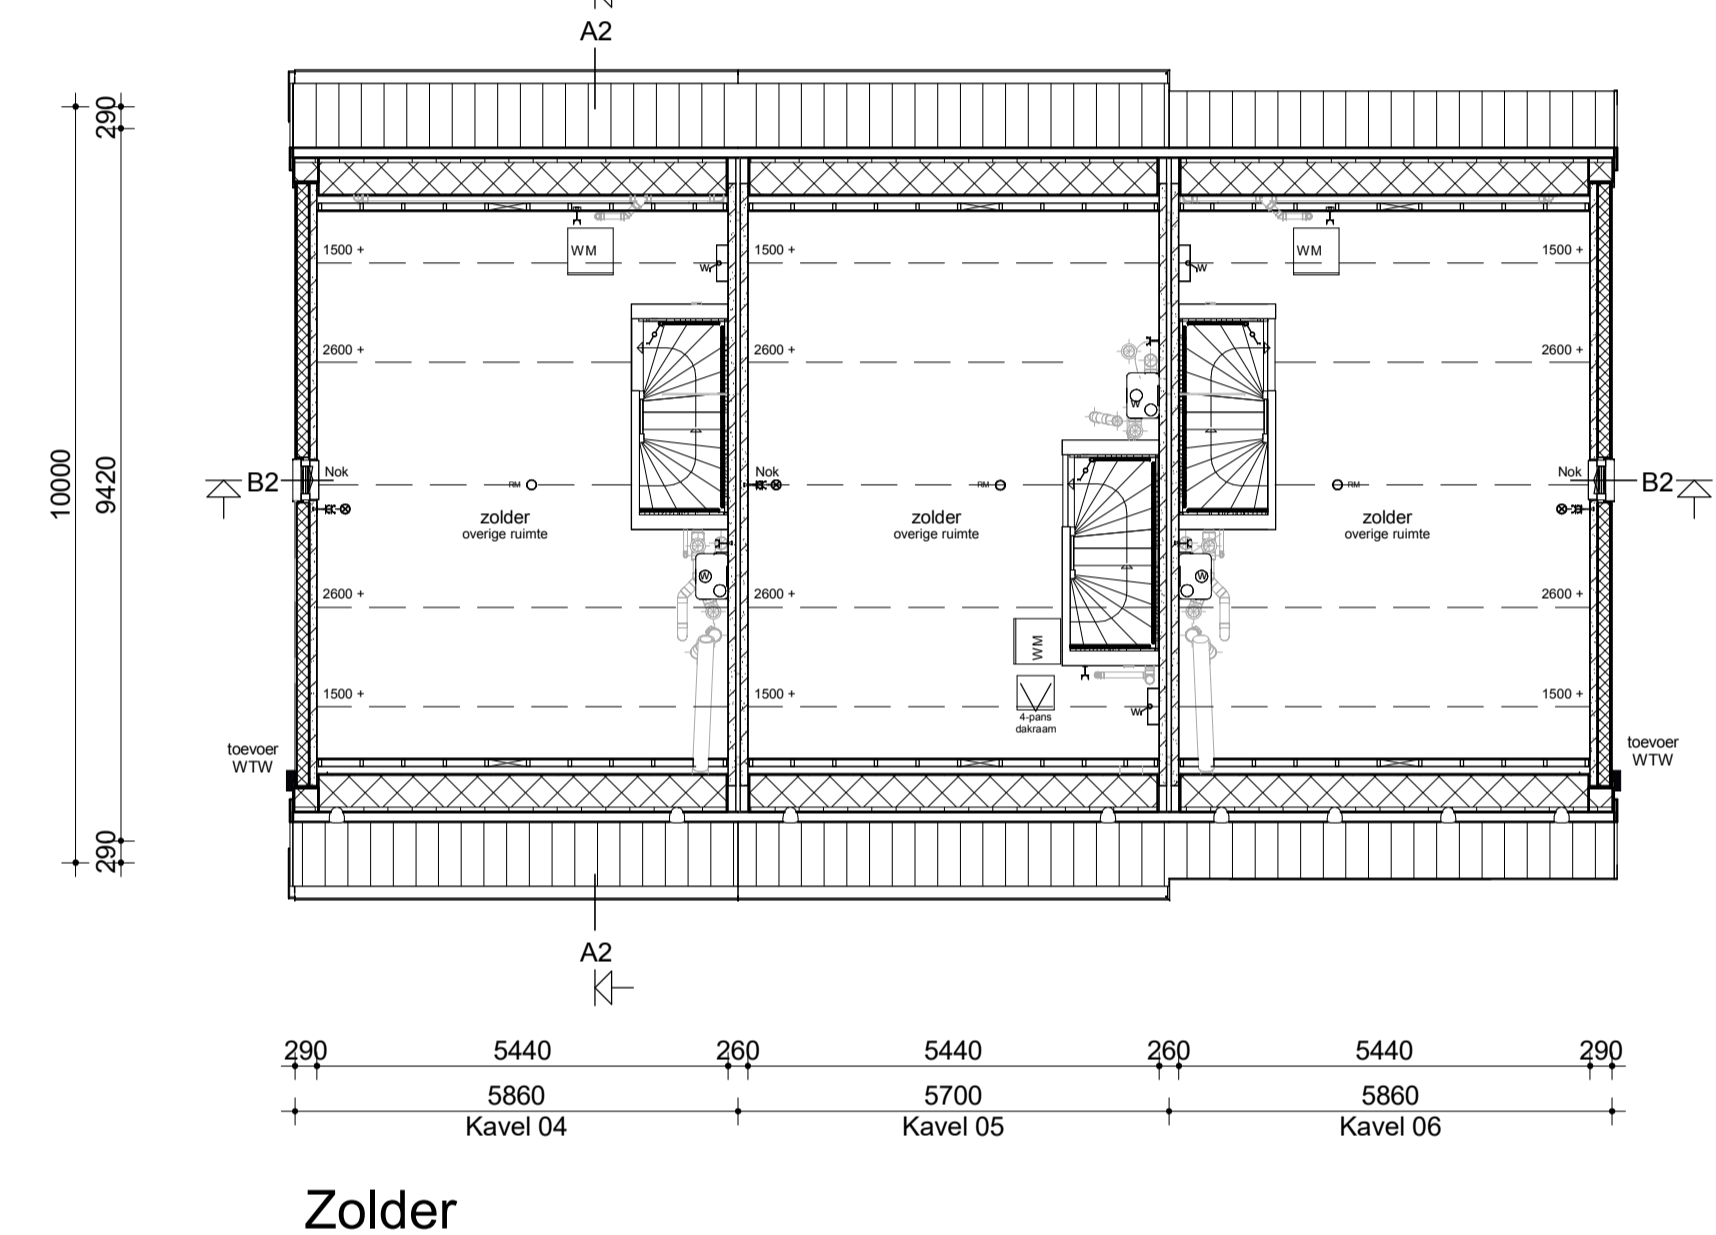 A2
290
1500 +
WM
W
1500 +
W
WM
1500 +
2600 +
2600 +
2600 +
W
10000
9420
B2
Nok
RM
Nok
RM
RM
Nok
B2
zolder
overige ruimte
zolder
overige ruimte
zolder
overige ruimte
W
W
2600 +
2600 +
2600 +
WM
1500 +
1500 +
W
1500 +
4-pans
dakraam
toevoer
WTW
toevoer
WTW
290
A2
290 5440 260 5440 260 5440 290
5860 5700 5860
Kavel 04 Kavel 05 Kavel 06
Zolder